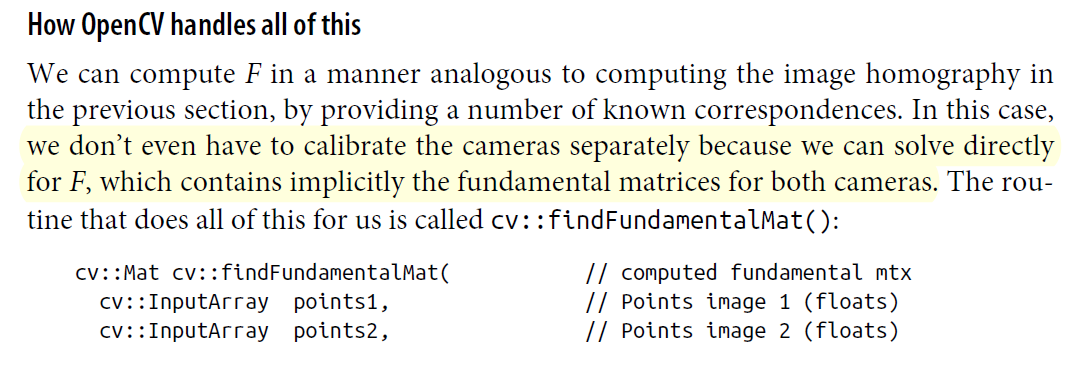 How OpenCV handles all of this
We can compute F in a manner analogous to computing the image homography in
the previous section, by providing a number of known correspondences. In this case,
we don’t even have to calibrate the cameras separately because we can solve directly
for F, which contains implicitly the fundamental matrices for both cameras. The rou-
tine that does all of this for us is called cv::findFundamentalMat():
cv::Mat cv::findFundamentalMat( // computed fundamental mtx
cv::InputArray points1, // Points image 1 (floats)
cv::InputArray points2, // Points image 2 (floats)